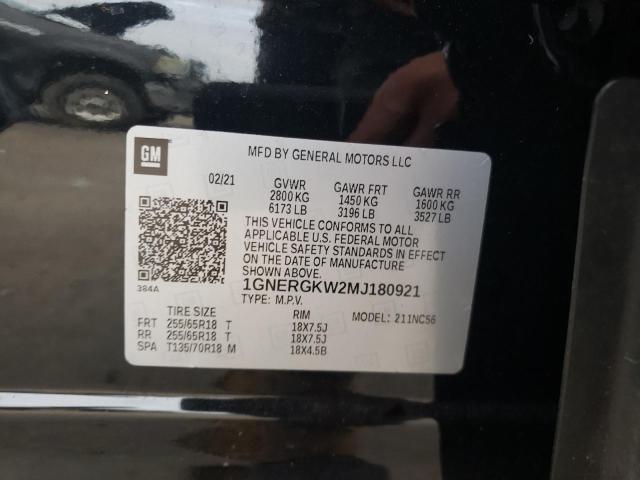 GM
MFD BY GENERAL MOTORS LLC
02/21 GVWR GAWR FRT GAWR RR
2800 KG 1450 KG 1600 KG
6173 LB 3196 LB 3527 LB
THIS VEHICLE CONFORMS TO ALL
APPLICABLE U.S. FEDERAL MOTOR
VEHICLE SAFETY STANDARDS IN EFFECT
ON THE DATE OF MANUFACTURE
SHOWN ABOVE.
384A
1GNERGKW2MJ180921
TYPE: M.P.V. MODEL: 211NC56
TIRE SIZE RIM
FRT 255/65R18 T 18X7.5J
RR 255/65R18 T 18X7.5J
SPA T135/70R18 M 18X4.5B